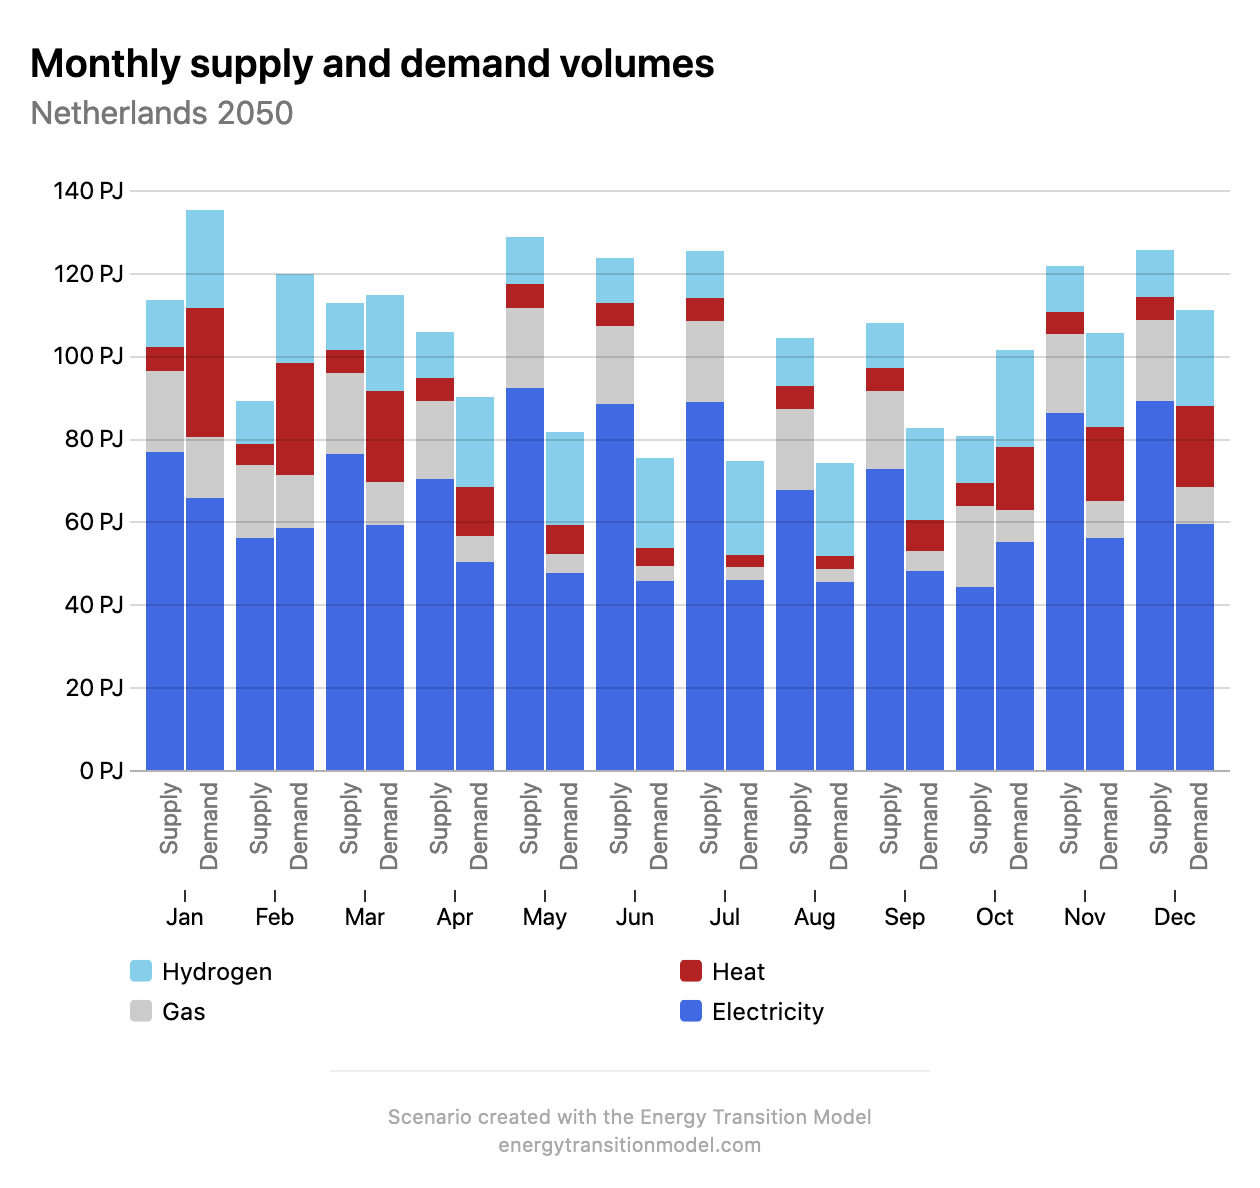 Monthly supply and demand volumes
Netherlands 2050
140 PJ
120 PJ
100 PJ
80 PJ
60 PJ
40 PJ
20 PJ
0 PJ
Supply Demand Supply Demand Supply Demand Supply Demand Supply Demand Supply Demand Supply Demand Supply Demand Supply Demand Supply Demand Supply Demand Supply Demand
Jan Feb Mar Apr May Jun Jul Aug Sep Oct Nov Dec
Hydrogen Heat
Gas Electricity
Scenario created with the Energy Transition Model
energytransitionmodel.com